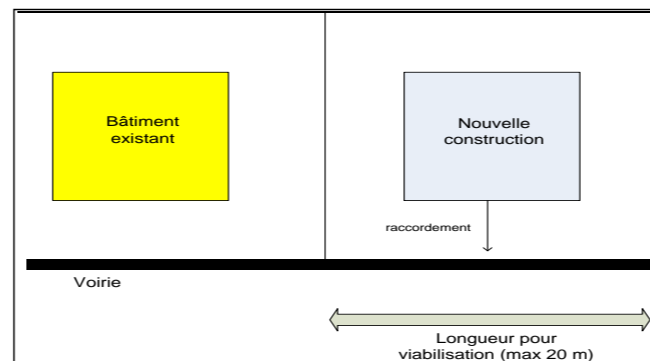 Bâtiment
existant
Nouvelle
construction
raccordement
Voirie
Longueur pour
viabilisation (max 20 m)